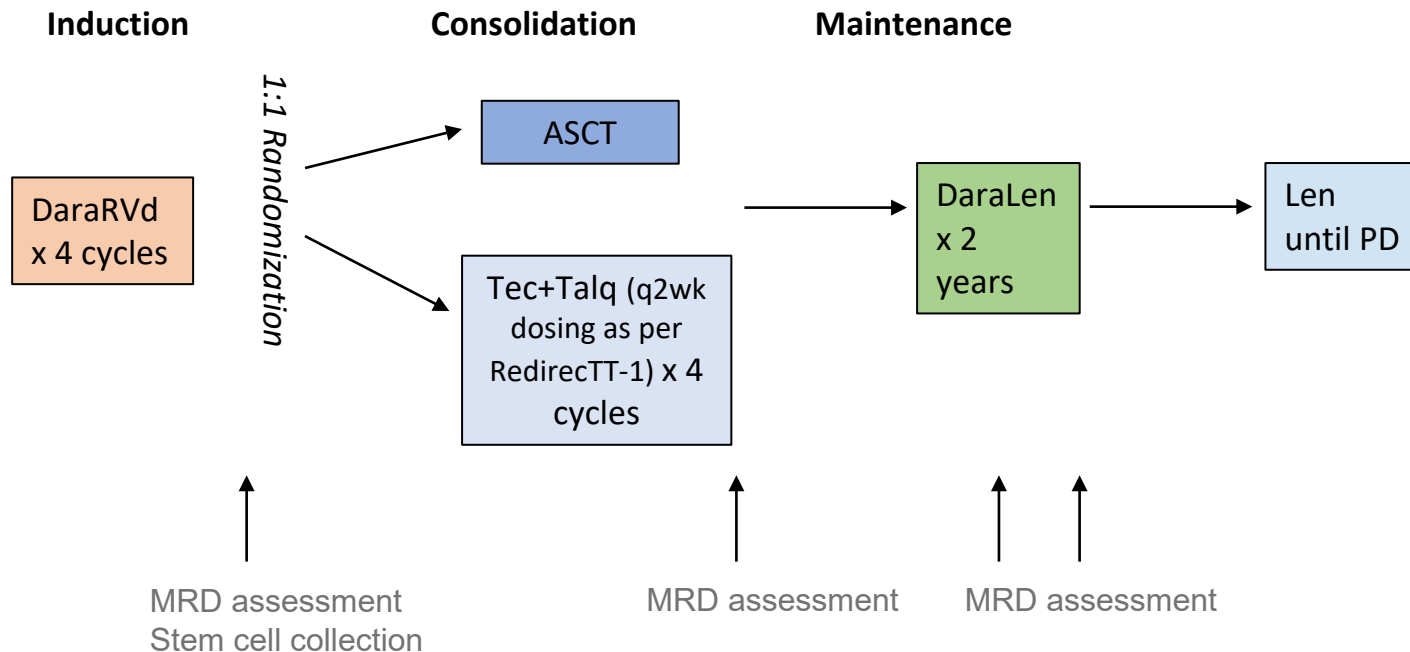 Induction
Consolidation
Maintenance
1:1 Randomization
DaraRVd
x 4 cycles
ASCT
Tec+Talq (q2wk
dosing as per
RedirecTT-1) x 4
cycles
DaraLen
x 2
years
Len
until PD
MRD assessment
Stem cell collection
MRD assessment
MRD assessment